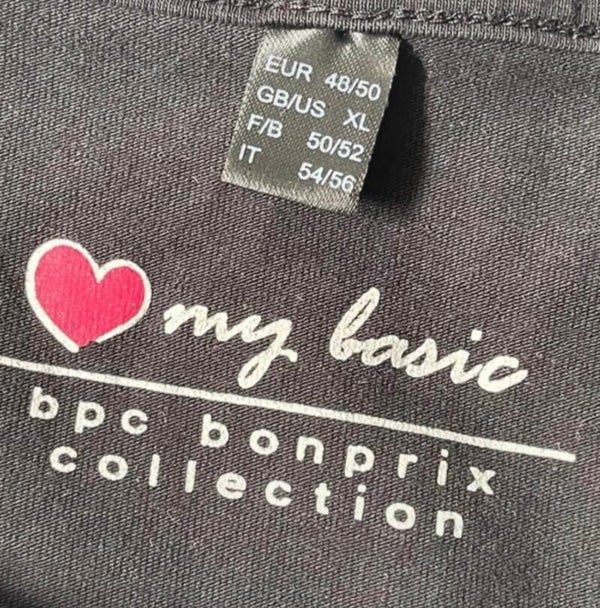 EUR 48/50
GB/US XL
F/B 50/52
IT 54/56
my basic
bpc bonprix
collection